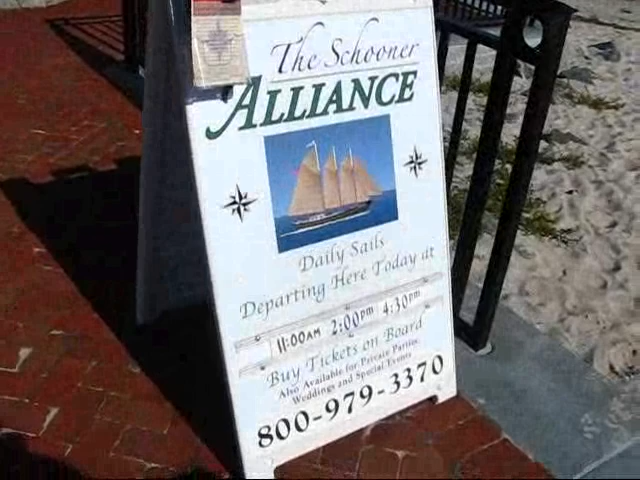 The Schooner
ALLIANCE
Daily Sails
Departing Here Today at
11:00AM 2:00pm 4:30pm
Buy Tickets on Board
Also Available for Private Parties,
Weddings and Special Events
800-979-3370